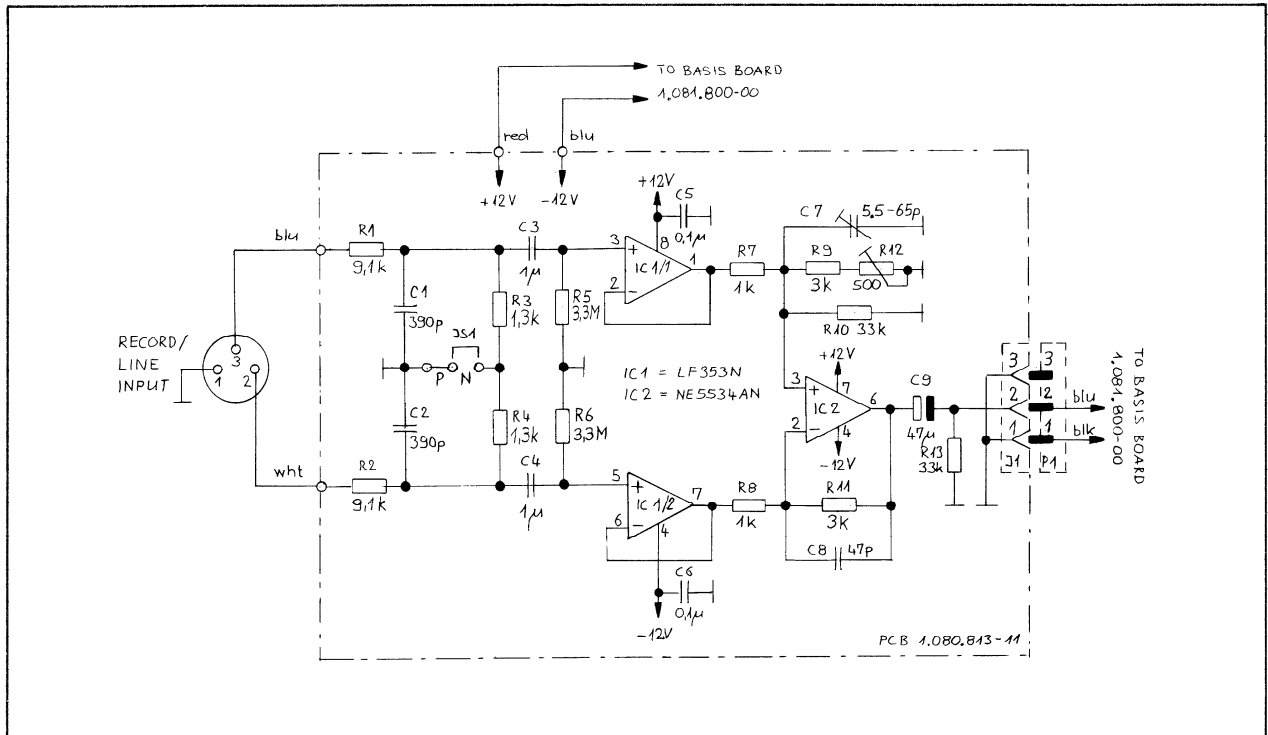 TO BASIS BOARD
1.081.800-00
red
blu
+12V
-12V
+12V
C5
0,1µ
C7
5.5-65p
blu
R1
9,1k
C3
1µ
3
8
IC 1/1
1
2
R7
1k
R9
3k
R12
500
C1
390p
R3
1,3k
R5
3,3M
R10 33k
JS1
P
N
RECORD/
LINE
INPUT
3
1
2
IC1 = LF353N
IC2 = NE5534AN
+12V
3
7
IC2
6
2
4
-12V
C9
47µ
R13
33k
3
3
2
2
1
1
J1
P1
blu
blk
TO BASIS BOARD
1.081.800-00
C2
390p
R4
1,3k
R6
3,3M
wht
R2
9,1k
C4
1µ
5
IC 1/2
7
6
4
R8
1k
R11
3k
C8
47p
C6
0,1µ
-12V
PCB 1.080.813-11